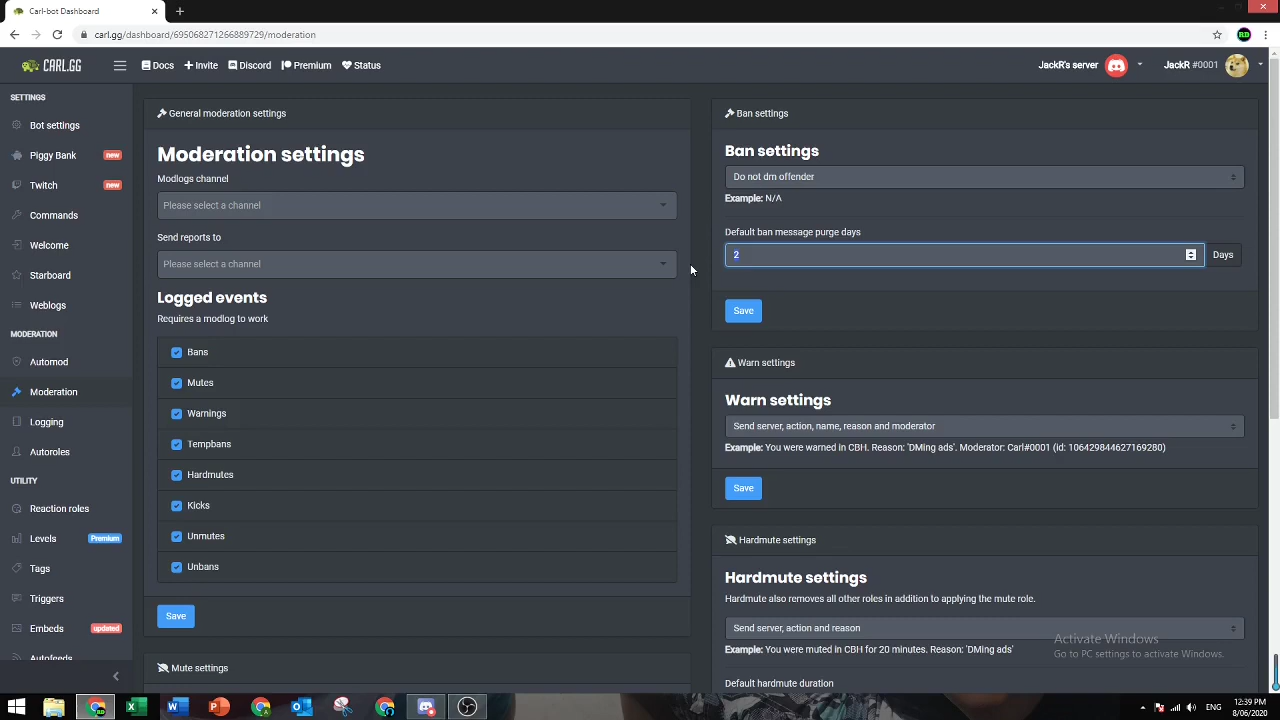 Carl-bot Dashboard
carl.gg/dashboard/695068271266889729/moderation
RD
CARL.GG
Docs
Invite
Discord
Premium
Status
JackR's server
JackR #0001
SETTINGS
Bot settings
Piggy Bank new
Twitch new
Commands
Welcome
Starboard
Weblogs
MODERATION
Automod
Moderation
Logging
Autoroles
UTILITY
Reaction roles
Levels Premium
Tags
Triggers
Embeds updated
Autofeeds
General moderation settings
Moderation settings
Modlogs channel
Please select a channel
Send reports to
Please select a channel
Logged events
Requires a modlog to work
Bans
Mutes
Warnings
Tempbans
Hardmutes
Kicks
Unmutes
Unbans
Save
Mute settings
Ban settings
Ban settings
Do not dm offender
Example: N/A
Default ban message purge days
2 Days
Save
Warn settings
Warn settings
Send server, action, name, reason and moderator
Example: You were warned in CBH. Reason: 'DMing ads'. Moderator: Carl#0001 (id: 106429844627169280)
Save
Hardmute settings
Hardmute settings
Hardmute also removes all other roles in addition to applying the mute role.
Send server, action and reason
Example: You were muted in CBH for 20 minutes. Reason: 'DMing ads'
Default hardmute duration
Activate Windows
Go to PC settings to activate Windows.
ENG
12:39 PM
8/06/2020